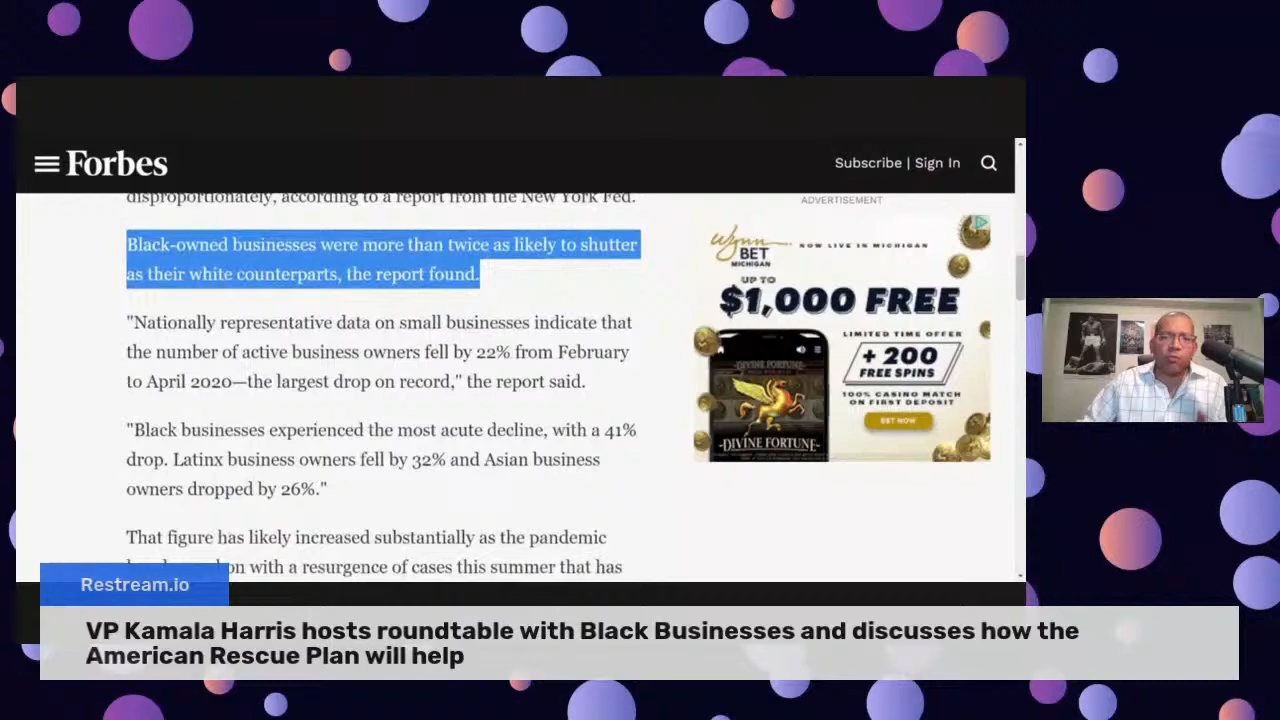 Forbes
Subscribe | Sign In
disproportionately, according to a report from the New York Fed.
Black-owned businesses were more than twice as likely to shutter
as their white counterparts, the report found.
"Nationally representative data on small businesses indicate that
the number of active business owners fell by 22% from February
to April 2020—the largest drop on record," the report said.
"Black businesses experienced the most acute decline, with a 41%
drop. Latinx business owners fell by 32% and Asian business
owners dropped by 26%."
That figure has likely increased substantially as the pandemic
on with a resurgence of cases this summer that has
ADVERTISEMENT
Wynn
BET
MICHIGAN
NOW LIVE IN MICHIGAN
UP TO
$1,000 FREE
LIMITED TIME OFFER
+ 200
FREE SPINS
100% CASINO MATCH
ON FIRST DEPOSIT
BET NOW
DIVINE FORTUNE
-DIVINE FORTUNE-
Restream.io
VP Kamala Harris hosts roundtable with Black Businesses and discusses how the
American Rescue Plan will help